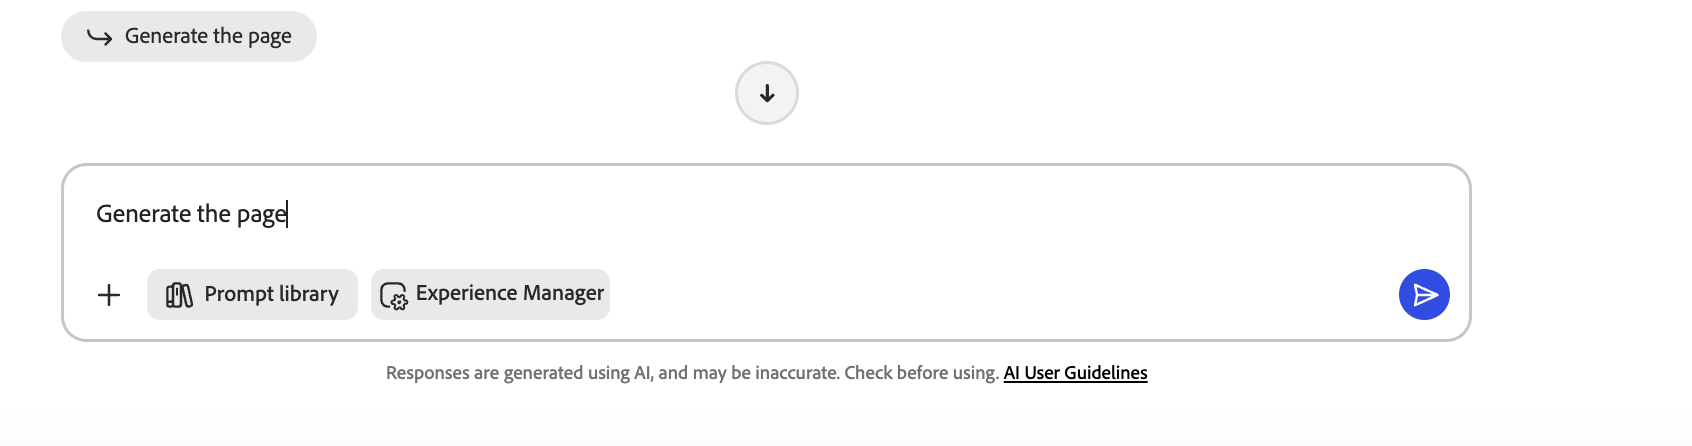 Generate the page
Generate the page
Prompt library
Experience Manager
Responses are generated using AI, and may be inaccurate. Check before using. AI User Guidelines